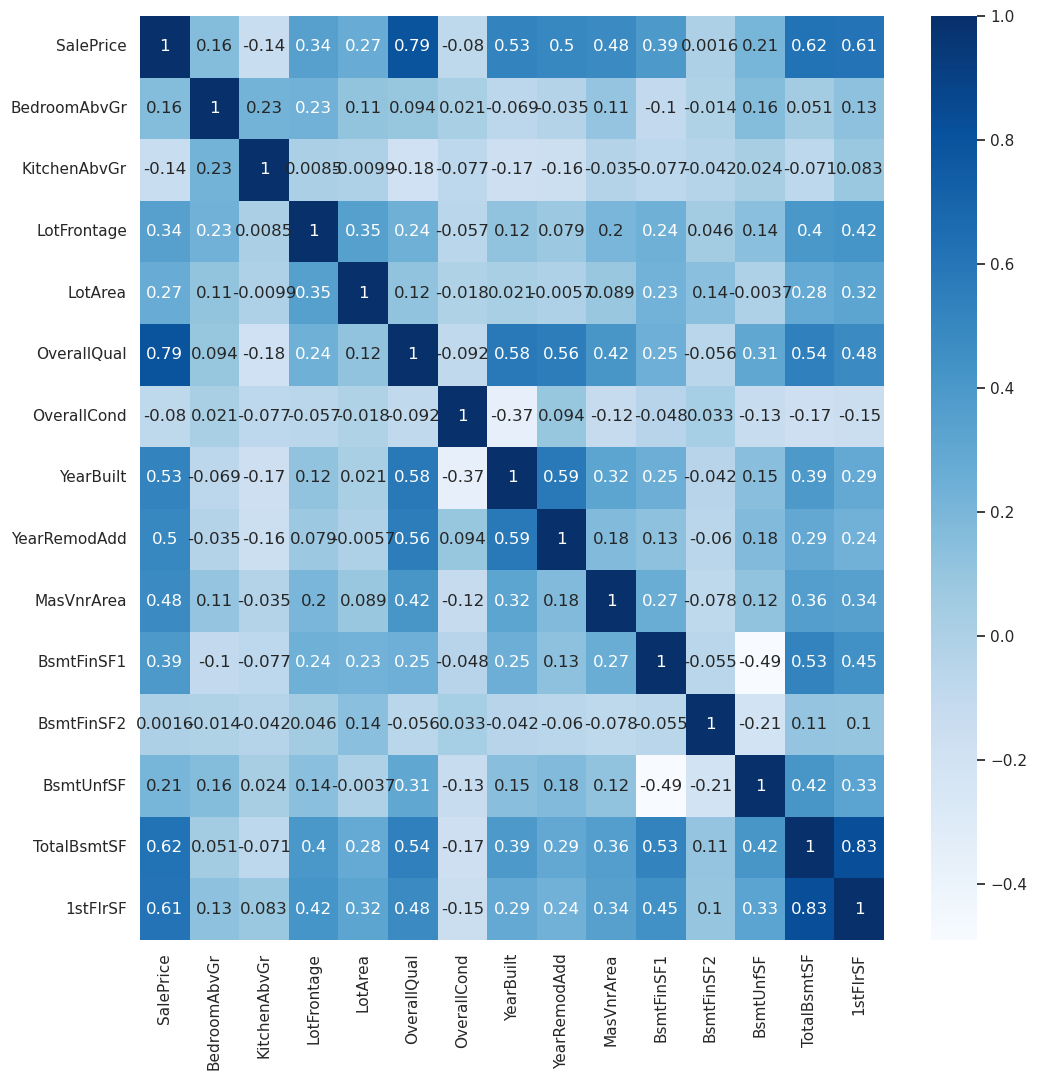 SalePrice 1 0.16 -0.14 0.34 0.27 0.79 -0.08 0.53 0.5 0.48 0.39 0.0016 0.21 0.62 0.61
BedroomAbvGr 0.16 1 0.23 0.23 0.11 0.094 0.021 -0.069 -0.035 0.11 -0.1 -0.014 0.16 0.051 0.13
KitchenAbvGr -0.14 0.23 1 0.0085 -0.0099 -0.18 -0.077 -0.17 -0.16 -0.035 -0.077 -0.042 0.024 -0.071 0.083
LotFrontage 0.34 0.23 0.0085 1 0.35 0.24 -0.057 0.12 0.079 0.2 0.24 0.046 0.14 0.4 0.42
LotArea 0.27 0.11 -0.0099 0.35 1 0.12 -0.018 0.021 -0.0057 0.089 0.23 0.14 -0.0037 0.28 0.32
OverallQual 0.79 0.094 -0.18 0.24 0.12 1 -0.092 0.58 0.56 0.42 0.25 -0.056 0.31 0.54 0.48
OverallCond -0.08 0.021 -0.077 -0.057 -0.018 -0.092 1 -0.37 0.094 -0.12 -0.048 0.033 -0.13 -0.17 -0.15
YearBuilt 0.53 -0.069 -0.17 0.12 0.021 0.58 -0.37 1 0.59 0.32 0.25 -0.042 0.15 0.39 0.29
YearRemodAdd 0.5 -0.035 -0.16 0.079 -0.0057 0.56 0.094 0.59 1 0.18 0.13 -0.06 0.18 0.29 0.24
MasVnrArea 0.48 0.11 -0.035 0.2 0.089 0.42 -0.12 0.32 0.18 1 0.27 -0.078 0.12 0.36 0.34
BsmtFinSF1 0.39 -0.1 -0.077 0.24 0.23 0.25 -0.048 0.25 0.13 0.27 1 -0.055 -0.49 0.53 0.45
BsmtFinSF2 0.0016 -0.014 -0.042 0.046 0.14 -0.056 0.033 -0.042 -0.06 -0.078 -0.055 1 -0.21 0.11 0.1
BsmtUnfSF 0.21 0.16 0.024 0.14 -0.0037 0.31 -0.13 0.15 0.18 0.12 -0.49 -0.21 1 0.42 0.33
TotalBsmtSF 0.62 0.051 -0.071 0.4 0.28 0.54 -0.17 0.39 0.29 0.36 0.53 0.11 0.42 1 0.83
1stFlrSF 0.61 0.13 0.083 0.42 0.32 0.48 -0.15 0.29 0.24 0.34 0.45 0.1 0.33 0.83 1
SalePrice
BedroomAbvGr
KitchenAbvGr
LotFrontage
LotArea
OverallQual
OverallCond
YearBuilt
YearRemodAdd
MasVnrArea
BsmtFinSF1
BsmtFinSF2
BsmtUnfSF
TotalBsmtSF
1stFlrSF
1.0
0.8
0.6
0.4
0.2
0.0
−0.2
−0.4